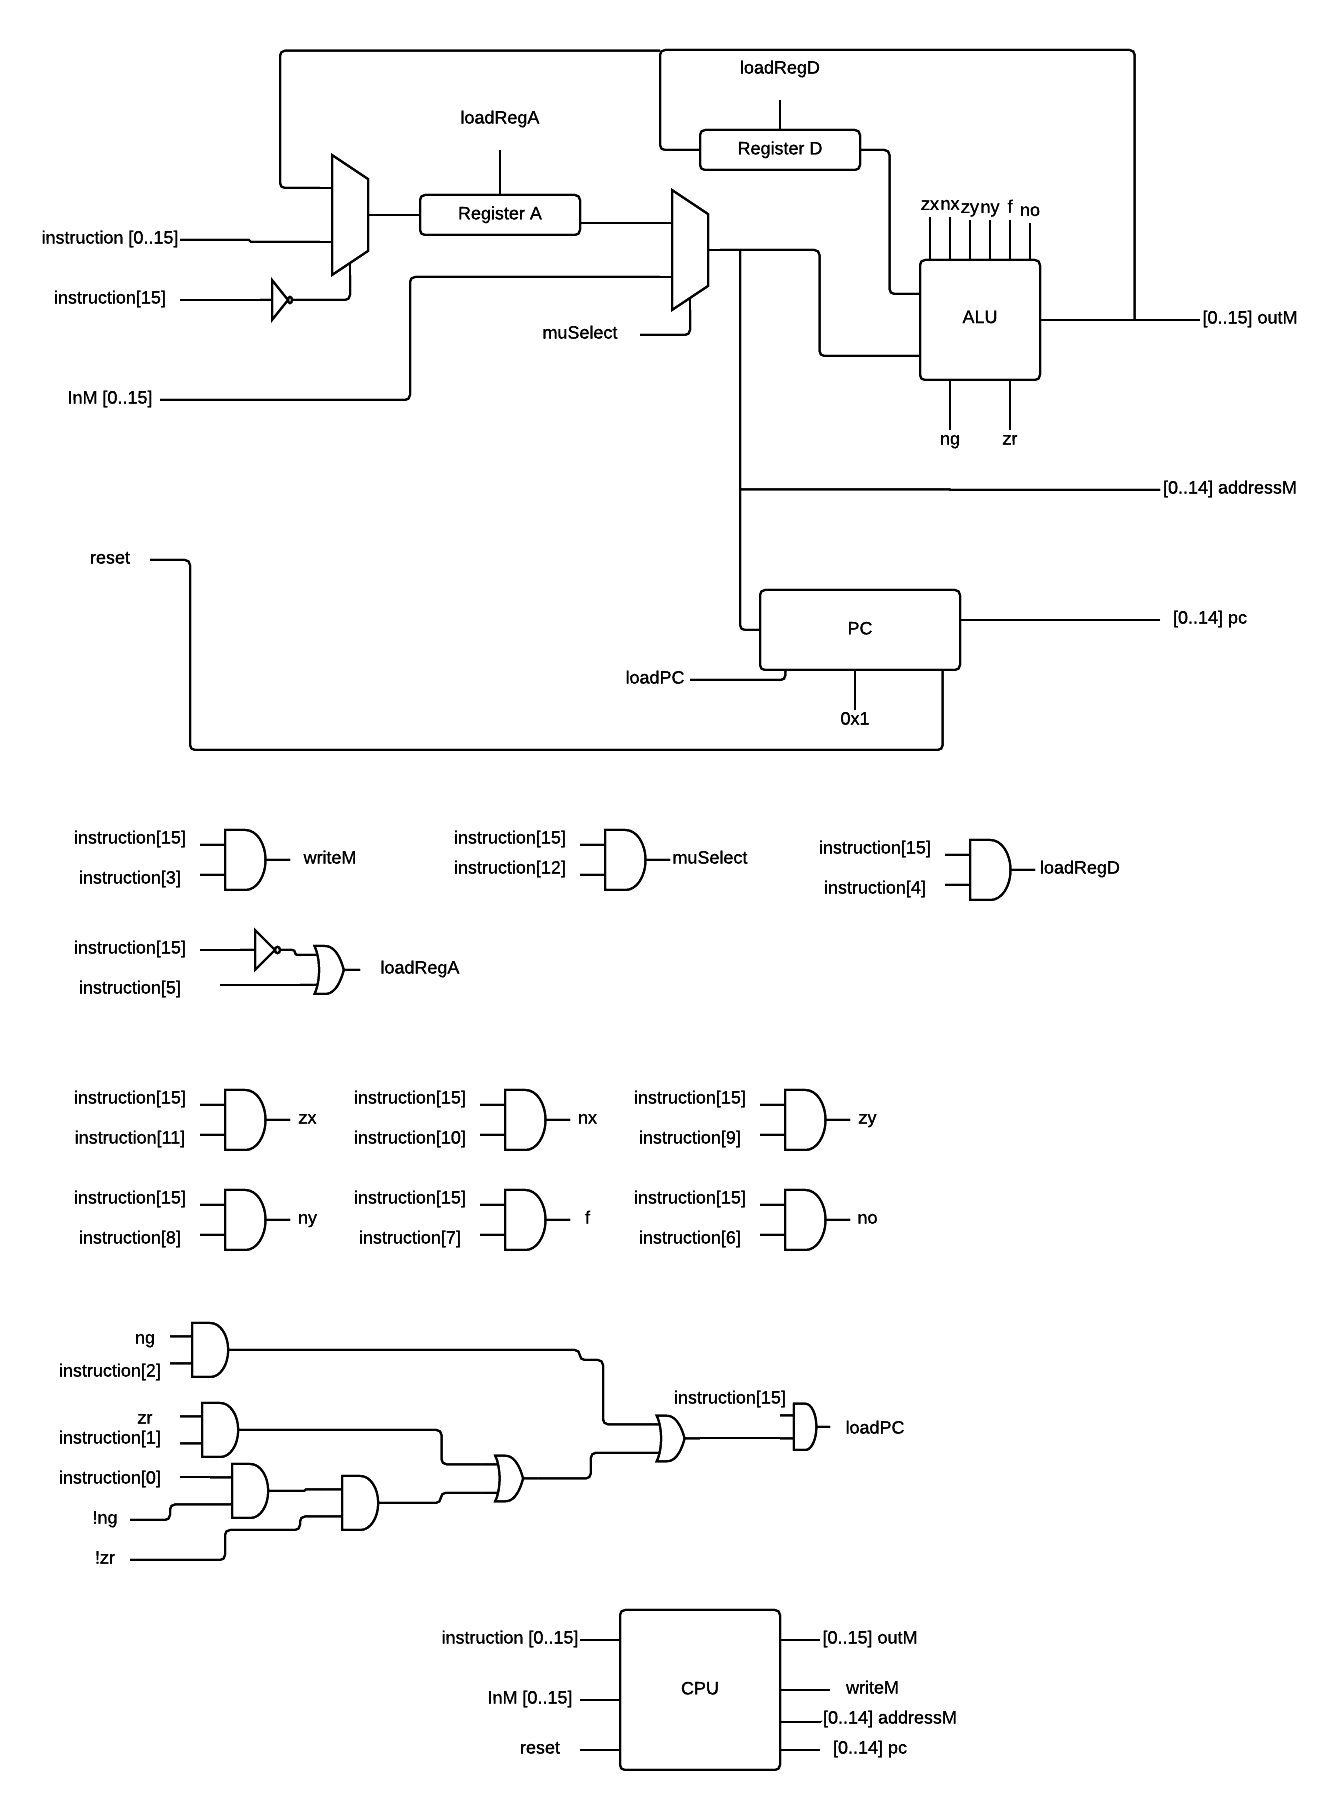 loadRegD
loadRegA
Register D
Register A
zx nx zy ny f no
instruction [0..15]
instruction[15]
muSelect
ALU
[0..15] outM
InM [0..15]
ng
zr
[0..14] addressM
reset
PC
[0..14] pc
loadPC
0x1
instruction[15]
instruction[3]
writeM
instruction[15]
instruction[12]
muSelect
instruction[15]
instruction[4]
loadRegD
instruction[15]
instruction[5]
loadRegA
instruction[15]
instruction[11]
zx
instruction[15]
instruction[10]
nx
instruction[15]
instruction[9]
zy
instruction[15]
instruction[8]
ny
instruction[15]
instruction[7]
f
instruction[15]
instruction[6]
no
ng
instruction[2]
zr
instruction[1]
instruction[0]
!ng
!zr
instruction[15]
loadPC
instruction [0..15]
InM [0..15]
reset
CPU
[0..15] outM
writeM
[0..14] addressM
[0..14] pc